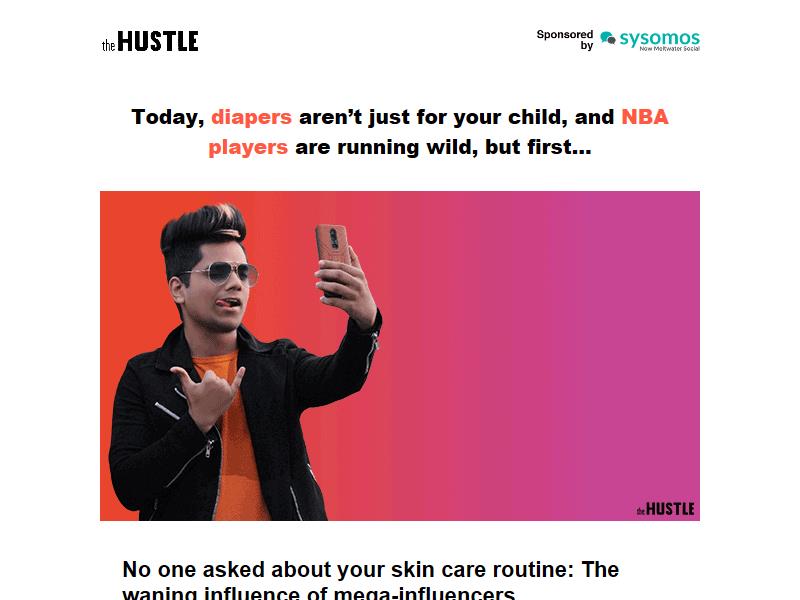 the HUSTLE
Sponsored
by
sysomos
Now Meltwater Social
Today, diapers aren’t just for your child, and NBA
players are running wild, but first…
the HUSTLE
No one asked about your skin care routine: The
waning influence of mega-influencers